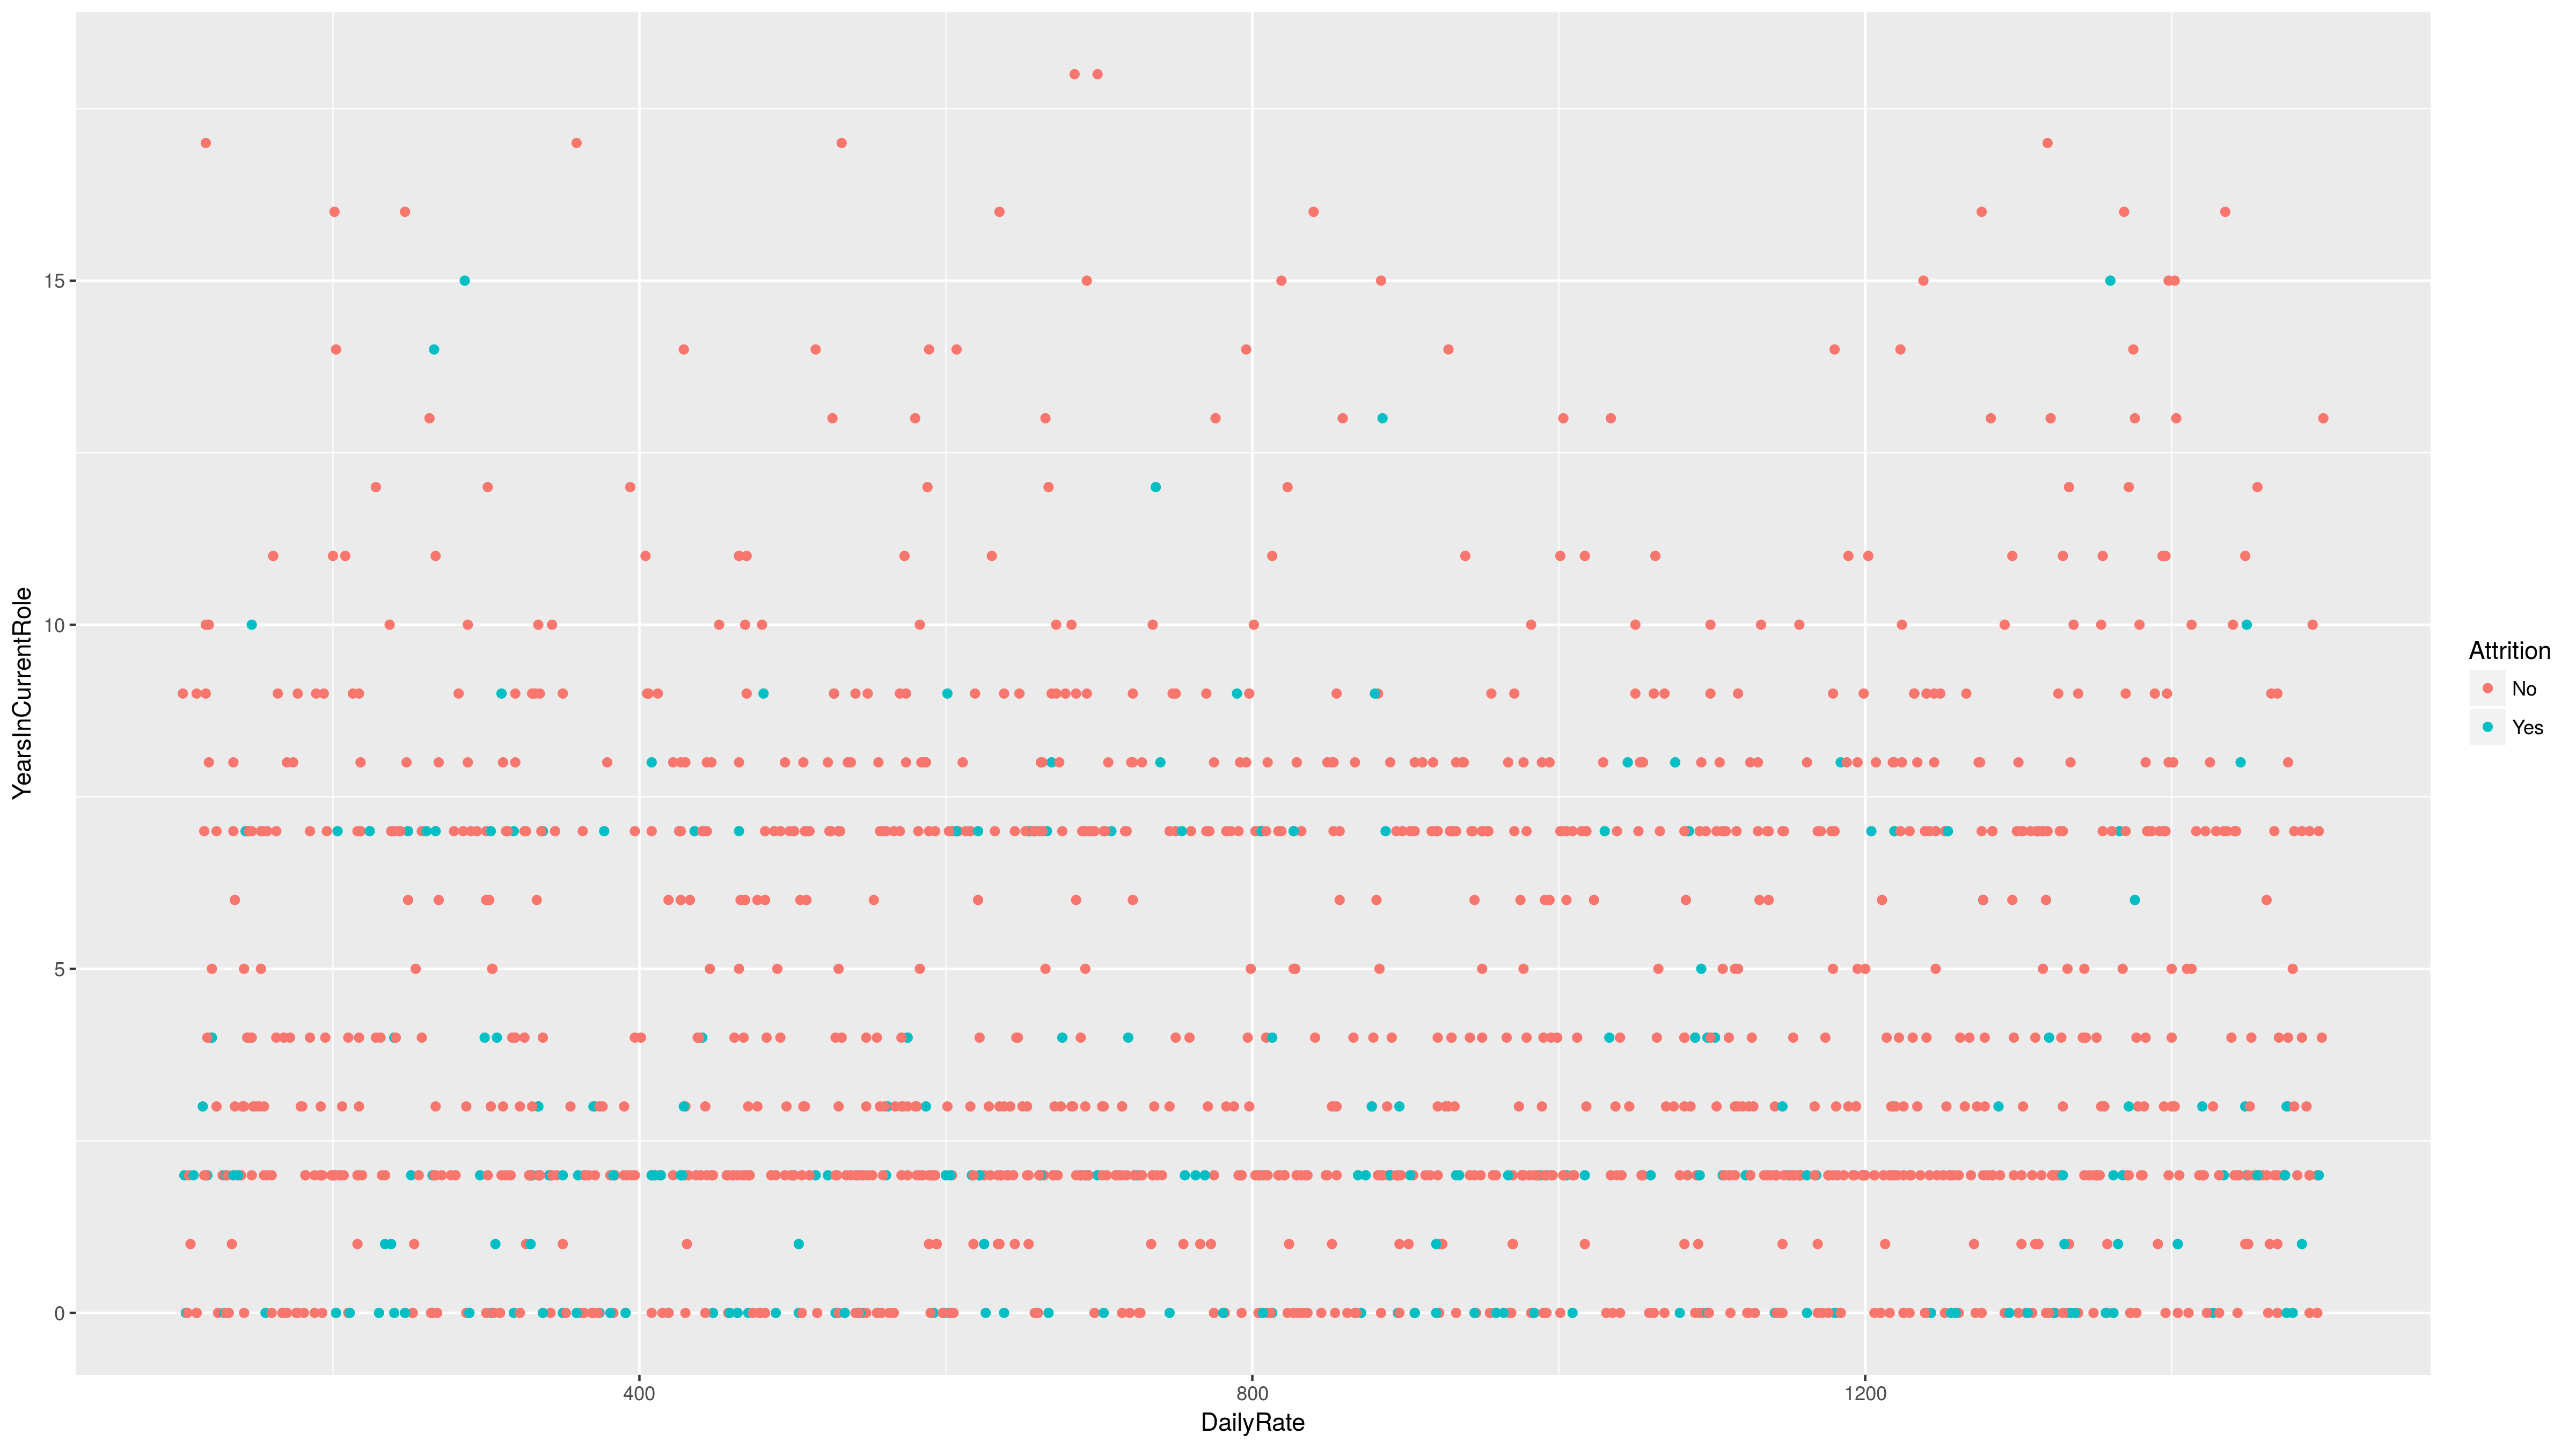 YearsInCurrentRole
15
10
5
0
400
800
1200
DailyRate
Attrition
No
Yes